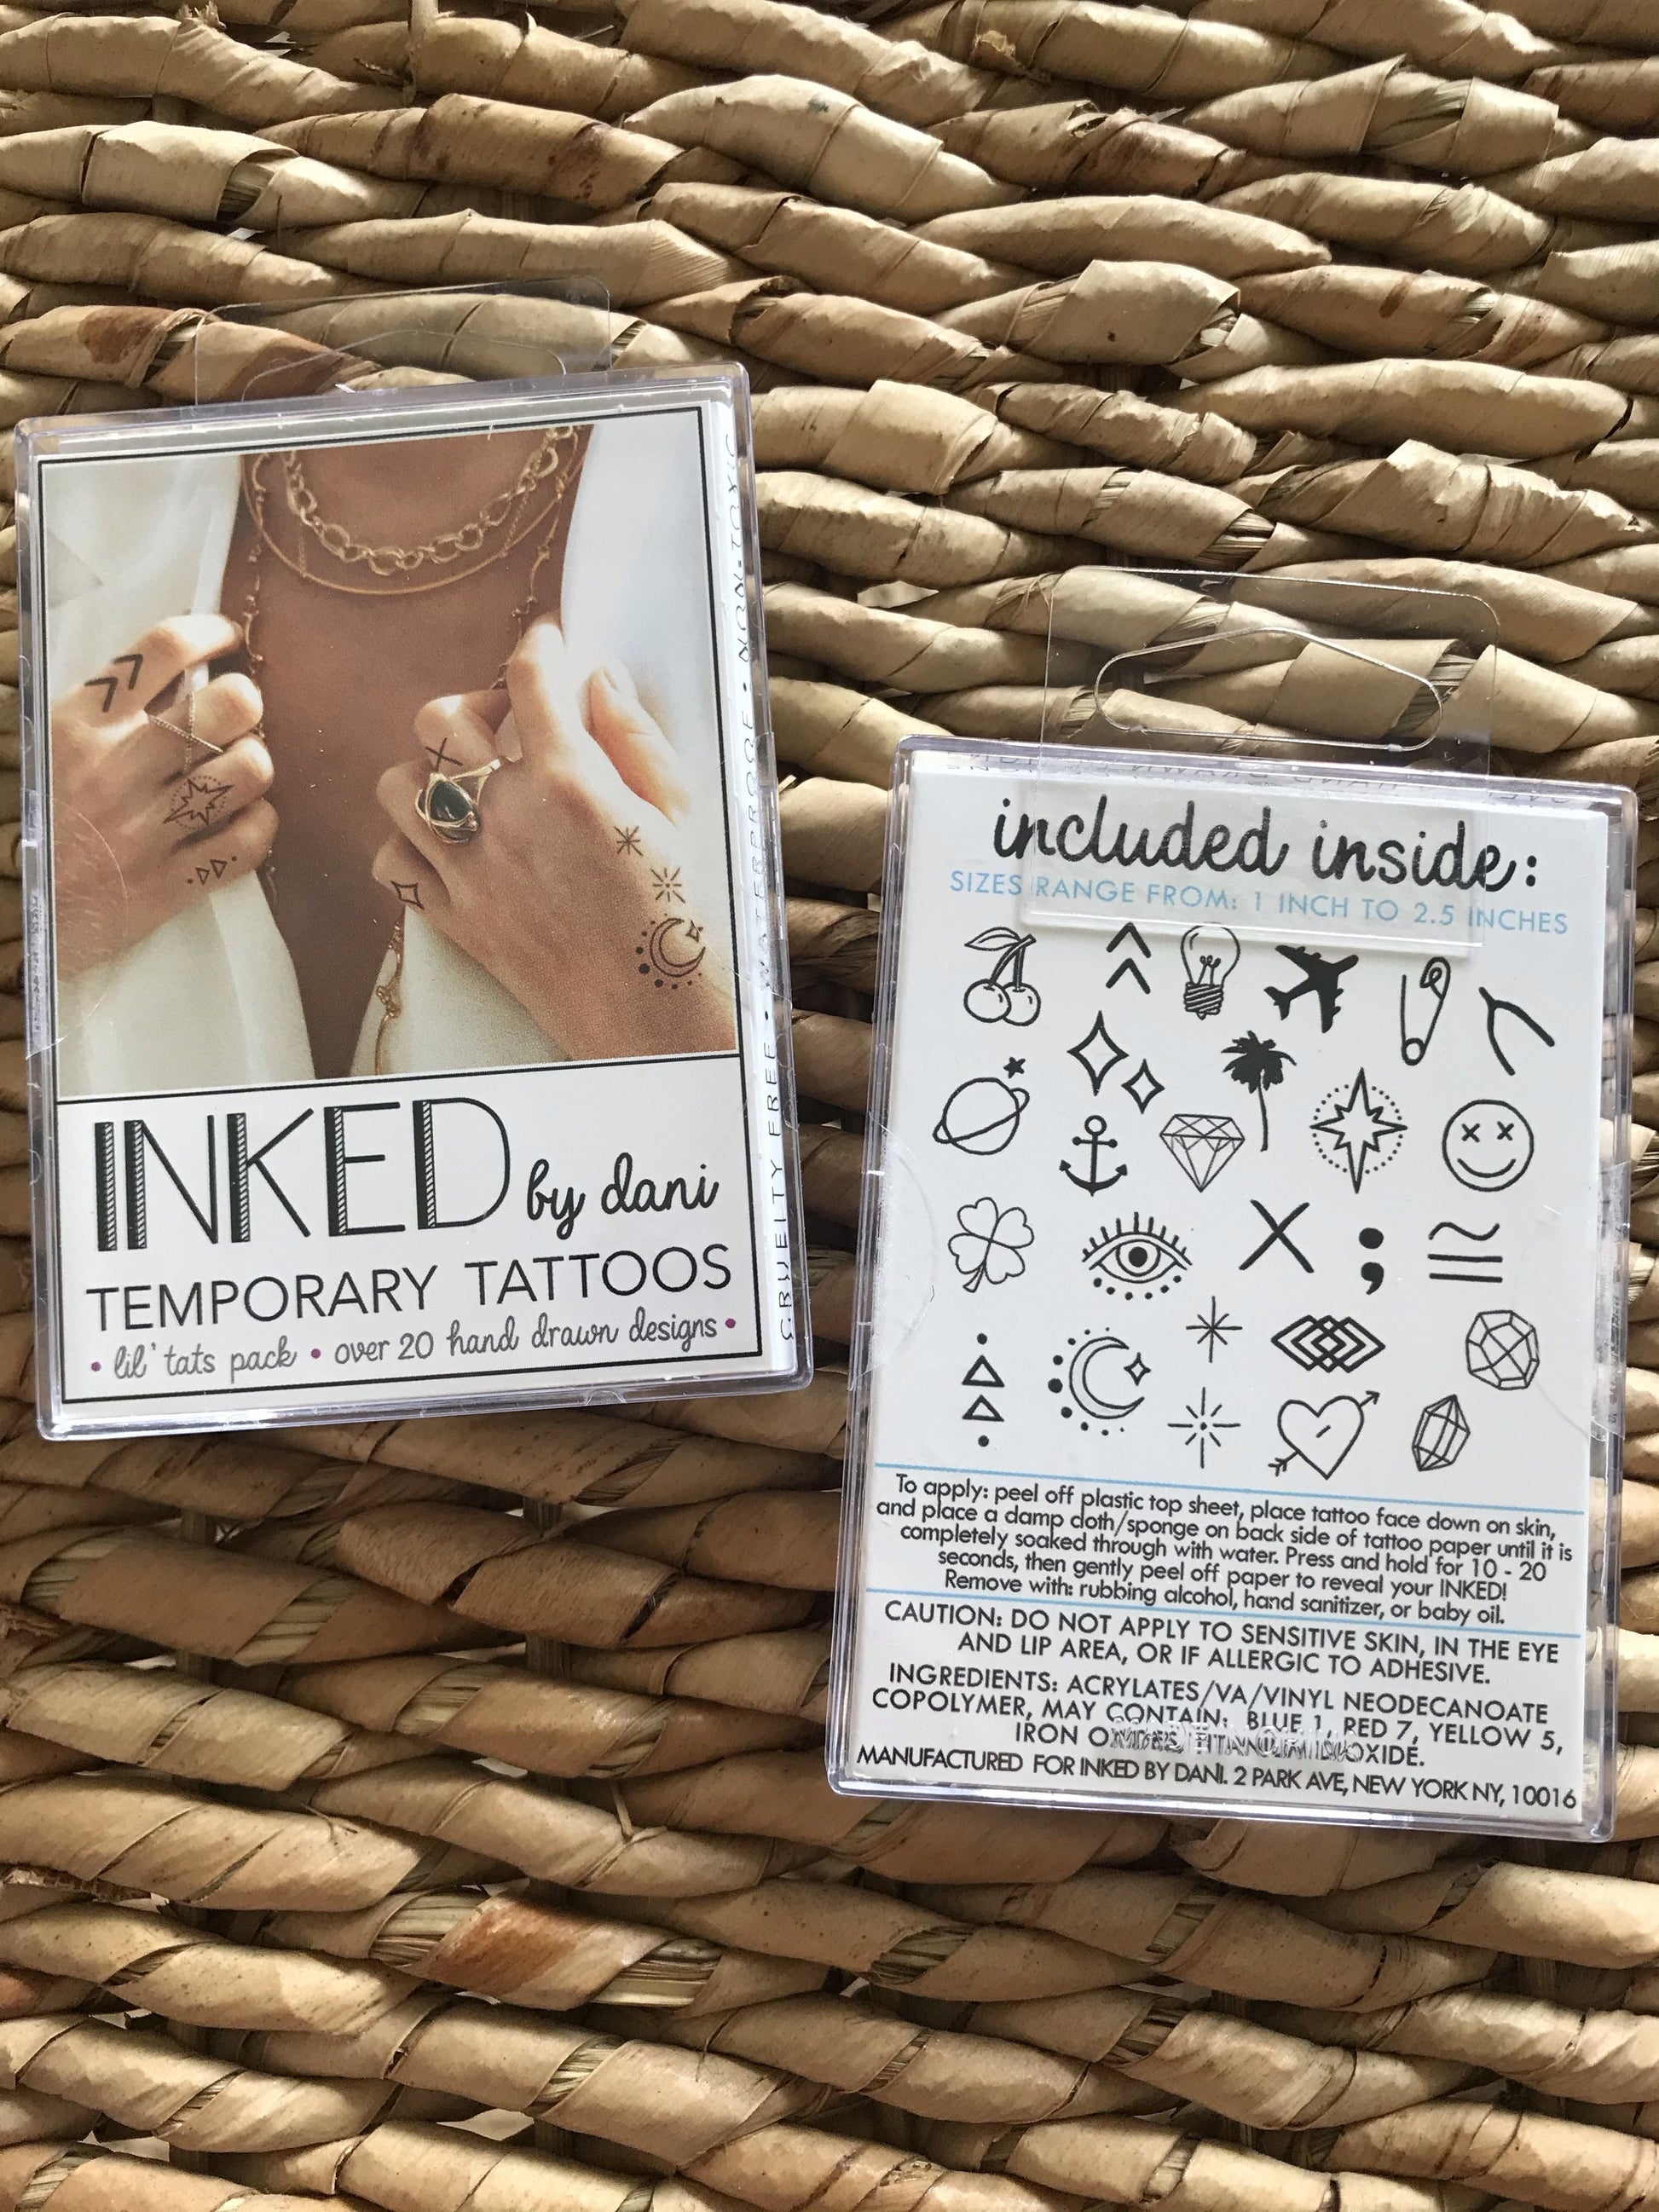 INKED by dani
TEMPORARY TATTOOS
• lil' tats pack • over 20 hand drawn designs •
CRUELTY FREE • WATERPROOF • NON-TOXIC
included inside:
SIZES RANGE FROM: 1 INCH TO 2.5 INCHES
To apply: peel off plastic top sheet, place tattoo face down on skin,
and place a damp cloth/sponge on back side of tattoo paper until it is
completely soaked through with water. Press and hold for 10 - 20
seconds, then gently peel off paper to reveal your INKED!
Remove with: rubbing alcohol, hand sanitizer, or baby oil.
CAUTION: DO NOT APPLY TO SENSITIVE SKIN, IN THE EYE
AND LIP AREA, OR IF ALLERGIC TO ADHESIVE.
INGREDIENTS: ACRYLATES/VA/VINYL NEODECANOATE
COPOLYMER, MAY CONTAIN: BLUE 1, RED 7, YELLOW 5,
IRON
MANUFACTURED FOR INKED BY DANI. 2 PARK AVE, NEW YORK NY, 10016